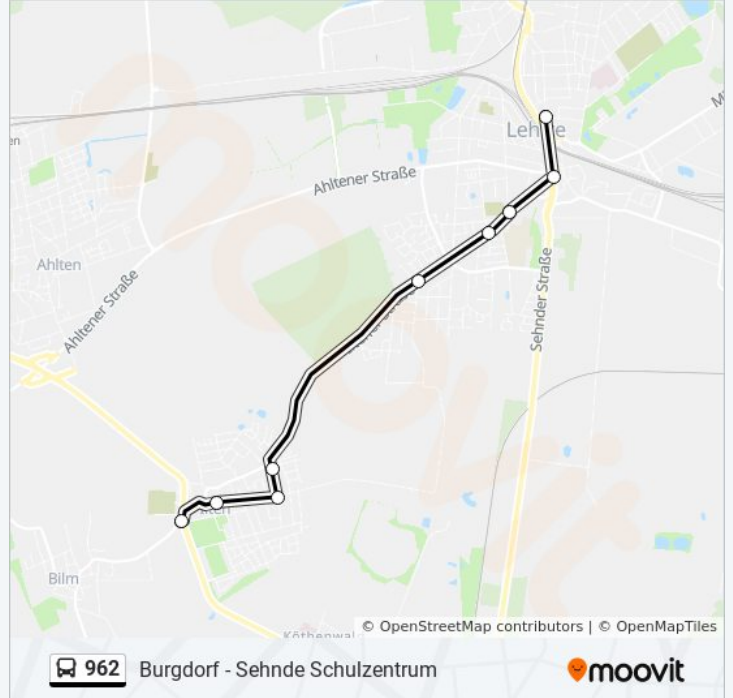 Lehrte
Ahltener Straße
Ahlten
Ahltener Straße
Sehnder Straße
Bilm
© OpenStreetMap contributors | © OpenMapTiles
962 Burgdorf - Sehnde Schulzentrum
moovit